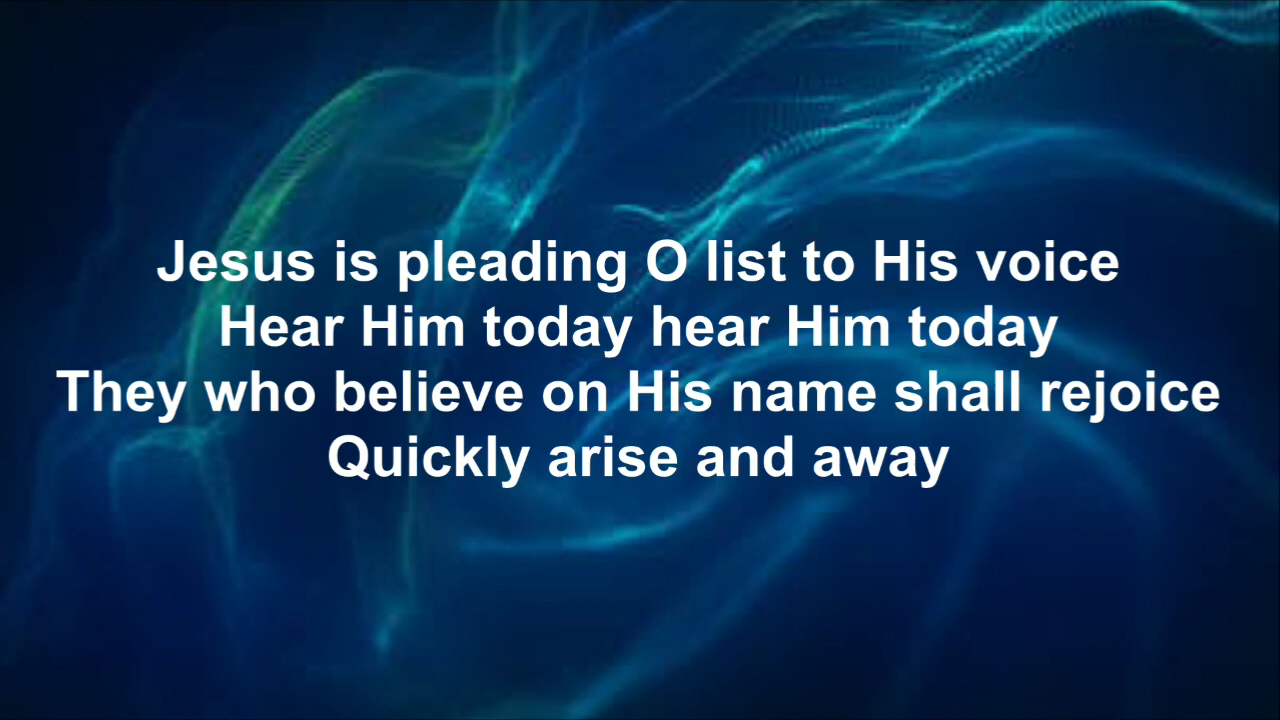 Jesus is pleading O list to His voice
Hear Him today hear Him today
They who believe on His name shall rejoice
Quickly arise and away